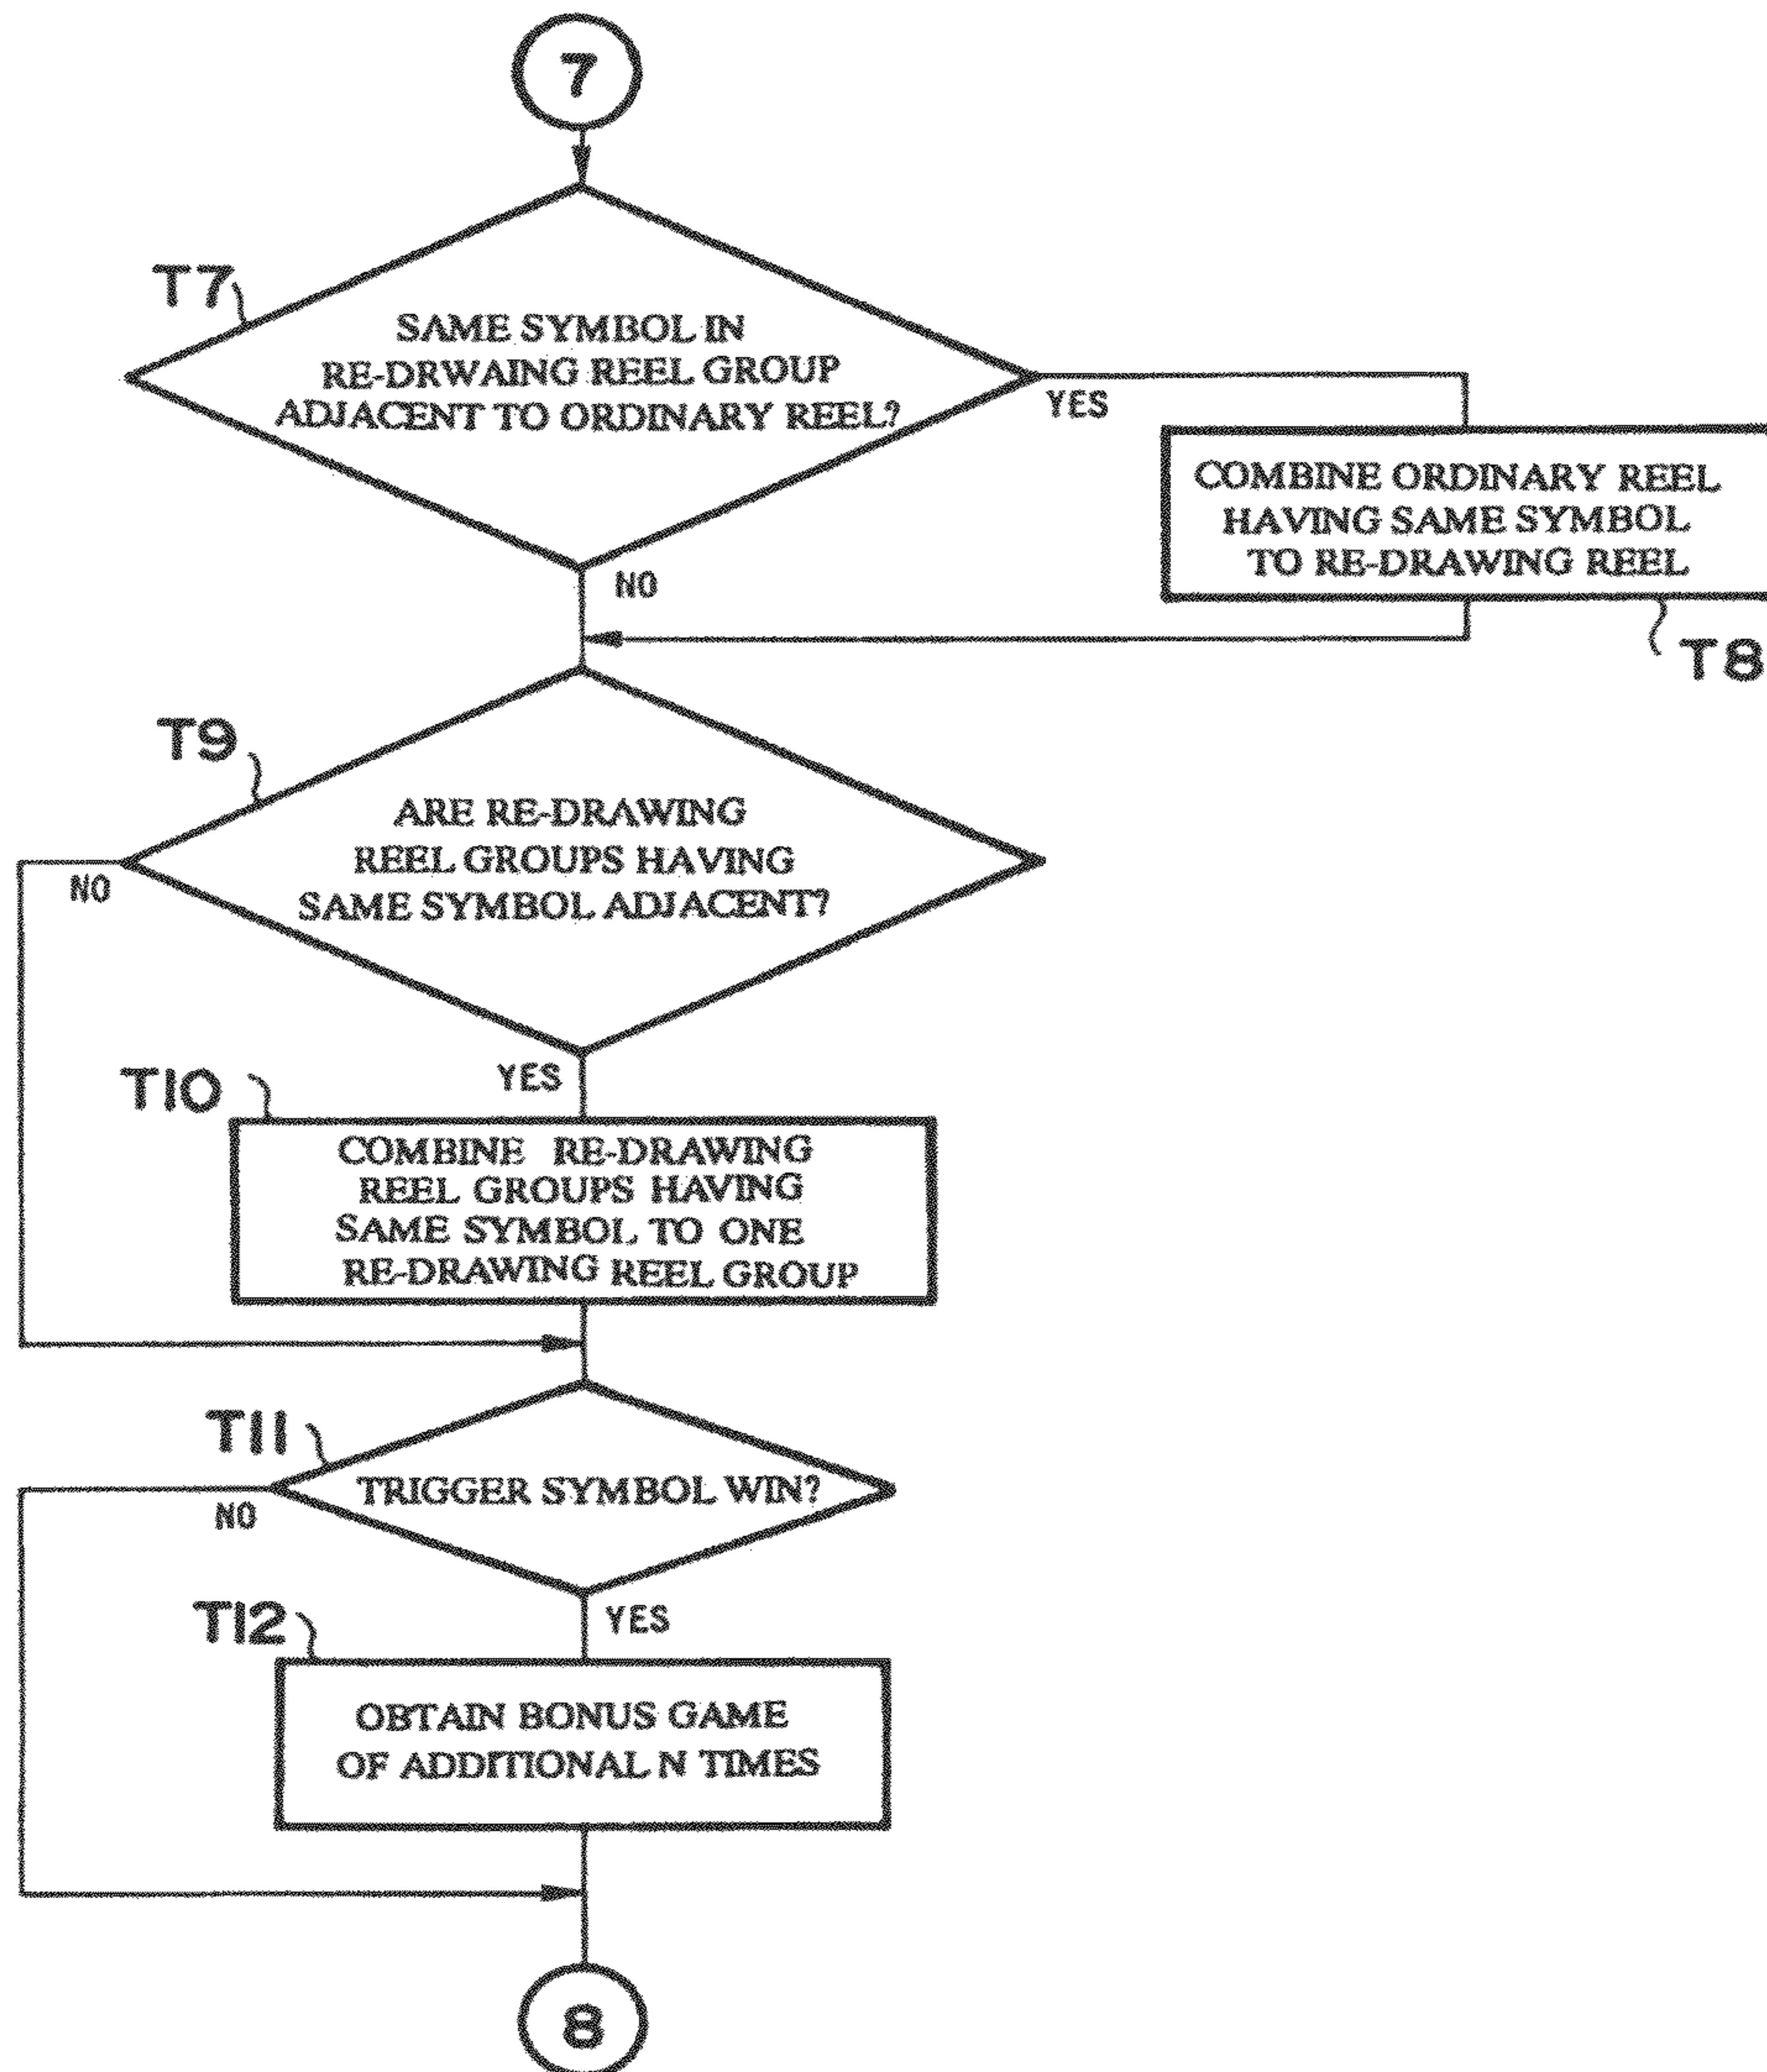 7
T7
SAME SYMBOL IN
RE-DRWAING REEL GROUP
ADJACENT TO ORDINARY REEL?
YES
NO
COMBINE ORDINARY REEL
HAVING SAME SYMBOL
TO RE-DRAWING REEL
T8
T9
ARE RE-DRAWING
REEL GROUPS HAVING
SAME SYMBOL ADJACENT?
NO
YES
T10
COMBINE RE-DRAWING
REEL GROUPS HAVING
SAME SYMBOL TO ONE
RE-DRAWING REEL GROUP
T11
TRIGGER SYMBOL WIN?
NO
YES
T12
OBTAIN BONUS GAME
OF ADDITIONAL N TIMES
8